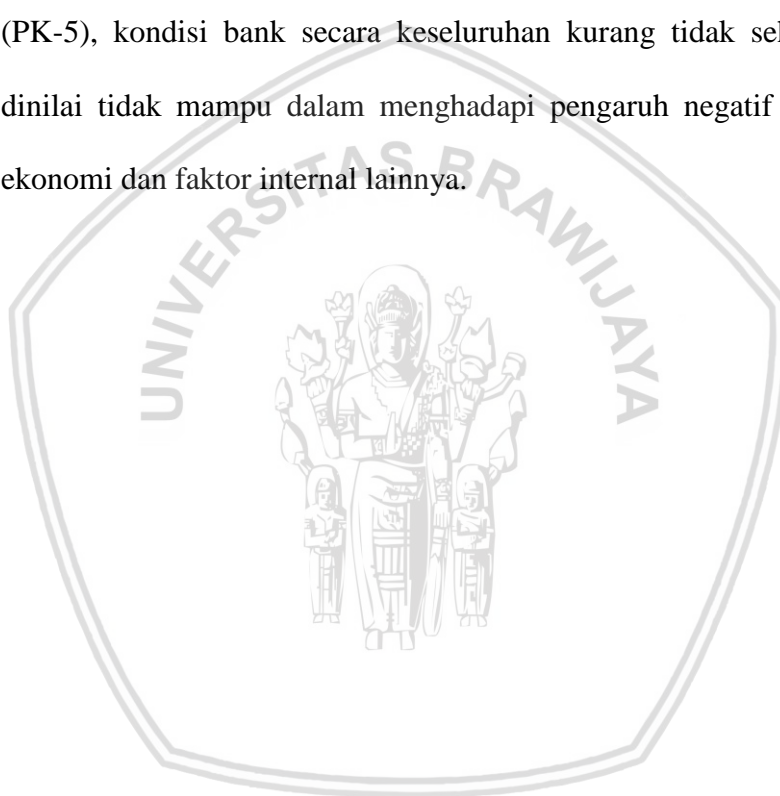 (PK-5), kondisi bank secara keseluruhan kurang tidak
dinilai tidak mampu dalam menghadapi pengaruh negatif
ekonomi dan faktor internal lainnya.
UNIVERSITAS BRAWIJAYA